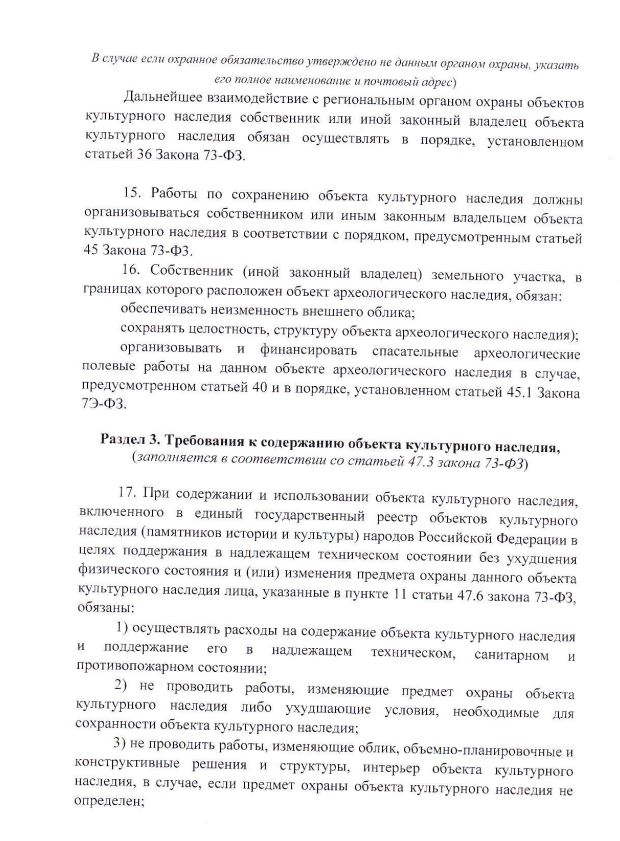 В случае если охранное обязательство утверждено не данным органом охраны, указать
его полное наименование и почтовый адрес)
Дальнейшее взаимодействие с региональным органом охраны объектов
культурного наследия собственник или иной законный владелец объекта
культурного наследия обязан осуществлять в порядке, установленном
статьей 36 Закона 73-ФЗ.
15. Работы по сохранению объекта культурного наследия должны
организовываться собственником или иным законным владельцем объекта
культурного наследия в соответствии с порядком, предусмотренным статьей
45 Закона 73-ФЗ.
16. Собственник (иной законный владелец) земельного участка, в
границах которого расположен объект археологического наследия, обязан:
обеспечивать неизменность внешнего облика;
сохранять целостность, структуру объекта археологического наследия);
организовывать и финансировать спасательные археологические
полевые работы на данном объекте археологического наследия в случае,
предусмотренном статьей 40 и в порядке, установленном статьей 45.1 Закона
7Э-ФЗ.
Раздел 3. Требования к содержанию объекта культурного наследия,
(заполняется в соответствии со статьей 47.3 закона 73-ФЗ)
17. При содержании и использовании объекта культурного наследия,
включенного в единый государственный реестр объектов культурного
наследия (памятников истории и культуры) народов Российской Федерации в
целях поддержания в надлежащем техническом состоянии без ухудшения
физического состояния и (или) изменения предмета охраны данного объекта
культурного наследия лица, указанные в пункте 11 статьи 47.6 закона 73-ФЗ,
обязаны:
1) осуществлять расходы на содержание объекта культурного наследия
и поддержание его в надлежащем техническом, санитарном и
противопожарном состоянии;
2) не проводить работы, изменяющие предмет охраны объекта
культурного наследия либо ухудшающие условия, необходимые для
сохранности объекта культурного наследия;
3) не проводить работы, изменяющие облик, объемно-планировочные и
конструктивные решения и структуры, интерьер объекта культурного
наследия, в случае, если предмет охраны объекта культурного наследия не
определен;